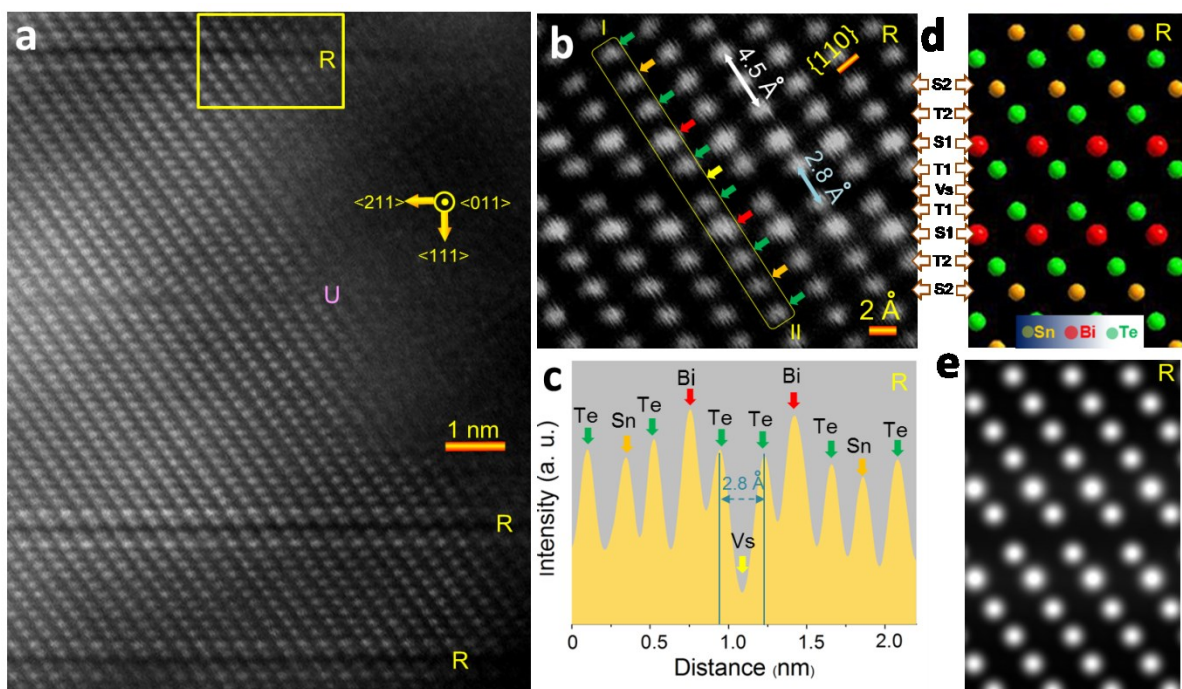 a
R
<211>
<011>
<111>
U
1 nm
R
R
b
I
R
{110}
4.5 Å
2.8 Å
2 Å
II
S2
T2
S1
T1
Vs
T1
S1
T2
S2
d
R
Sn Bi Te
c
R
Bi Bi
Te Sn Te Te Te Te Sn Te
2.8 Å
Vs
Intensity (a. u.)
0 0.5 1.0 1.5 2.0
Distance (nm)
e
R